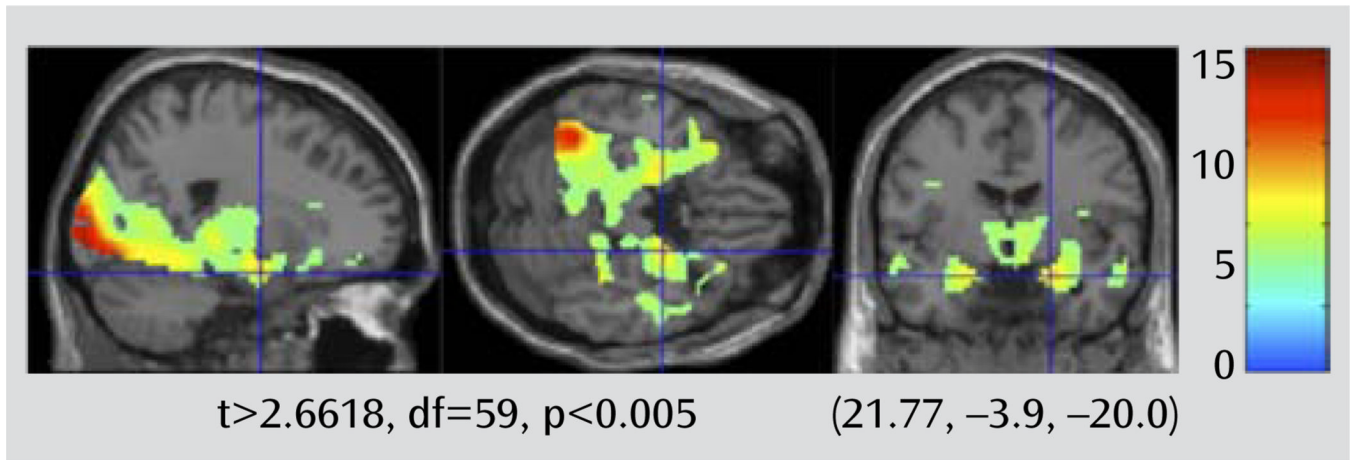 15
10
5
0
t>2.6618, df=59, p<0.005
(21.77, –3.9, –20.0)